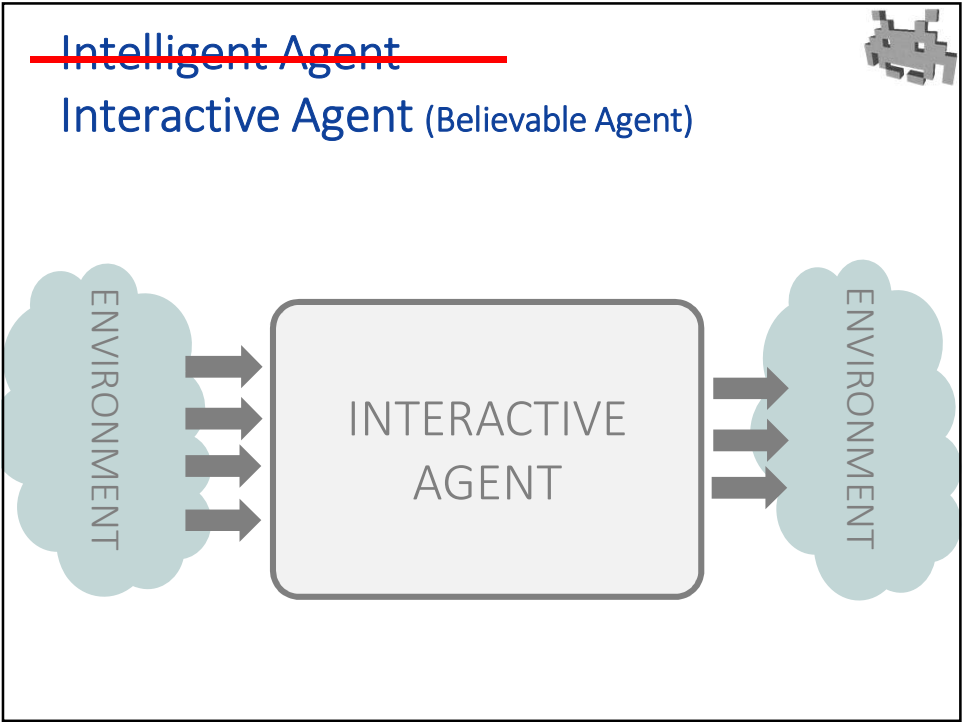 Intelligent Agent
Interactive Agent (Believable Agent)
ENVIRONMENT
INTERACTIVE
AGENT
ENVIRONMENT